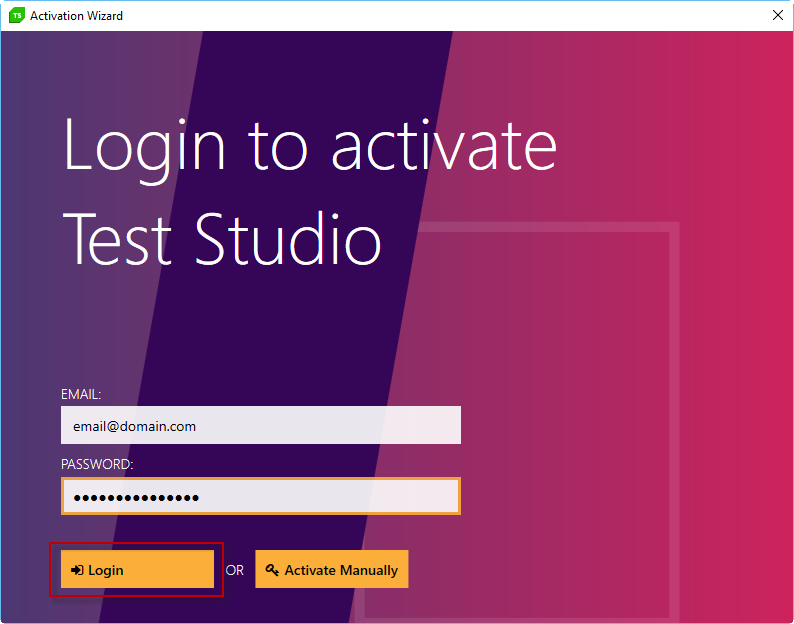 TS Activation Wizard
Login to activate
Test Studio
EMAIL:
email@domain.com
PASSWORD:
●●●●●●●●●●●●●●●
Login OR Activate Manually